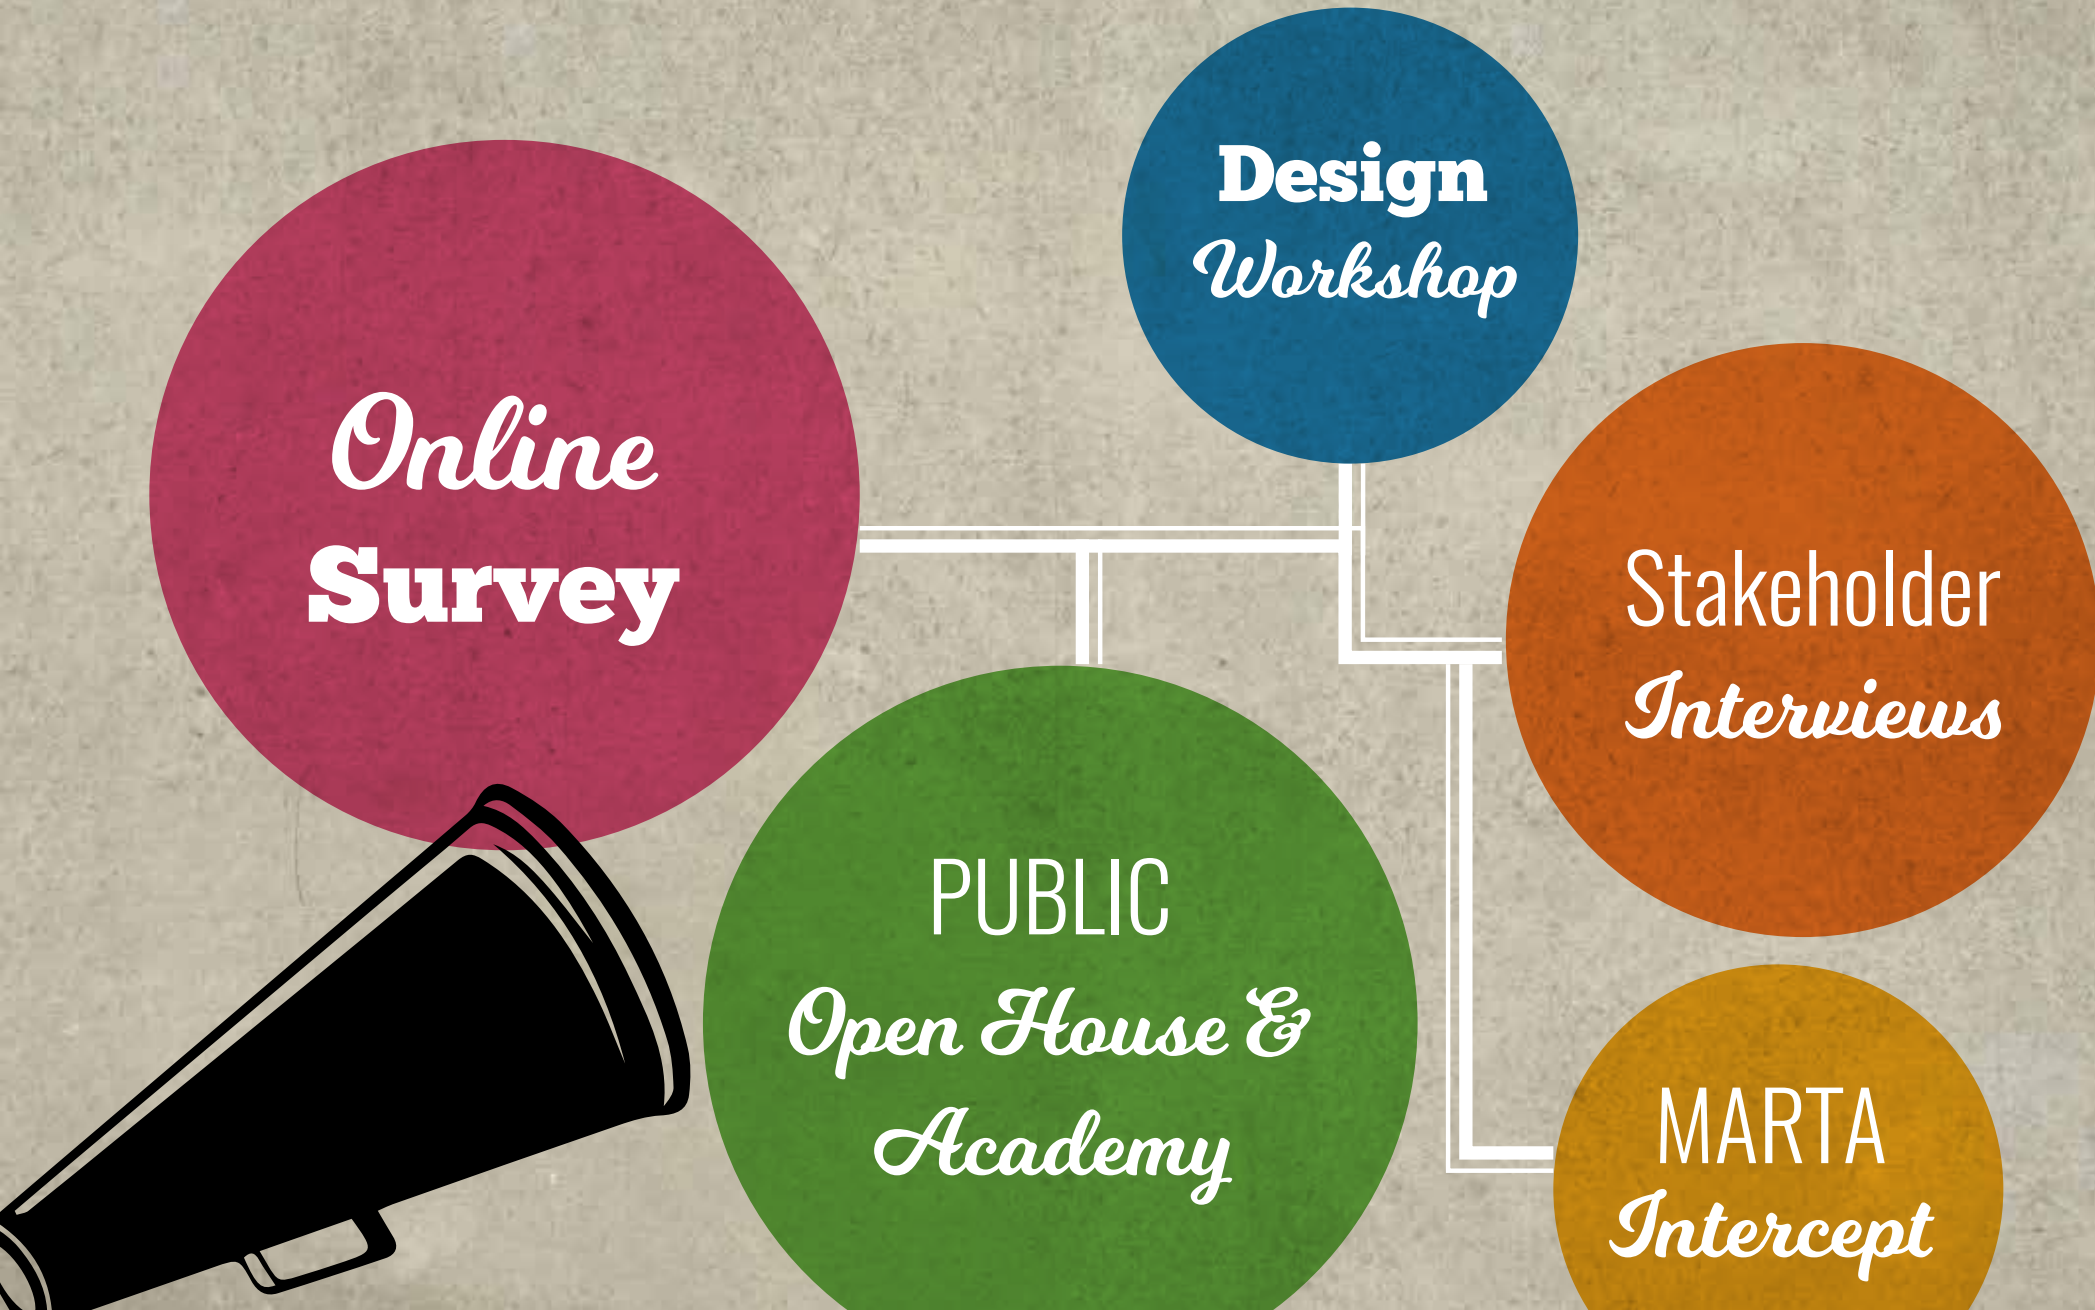 Online
Survey
Design
Workshop
Stakeholder
Interviews
PUBLIC
Open House &
Academy
MARTA
Intercept